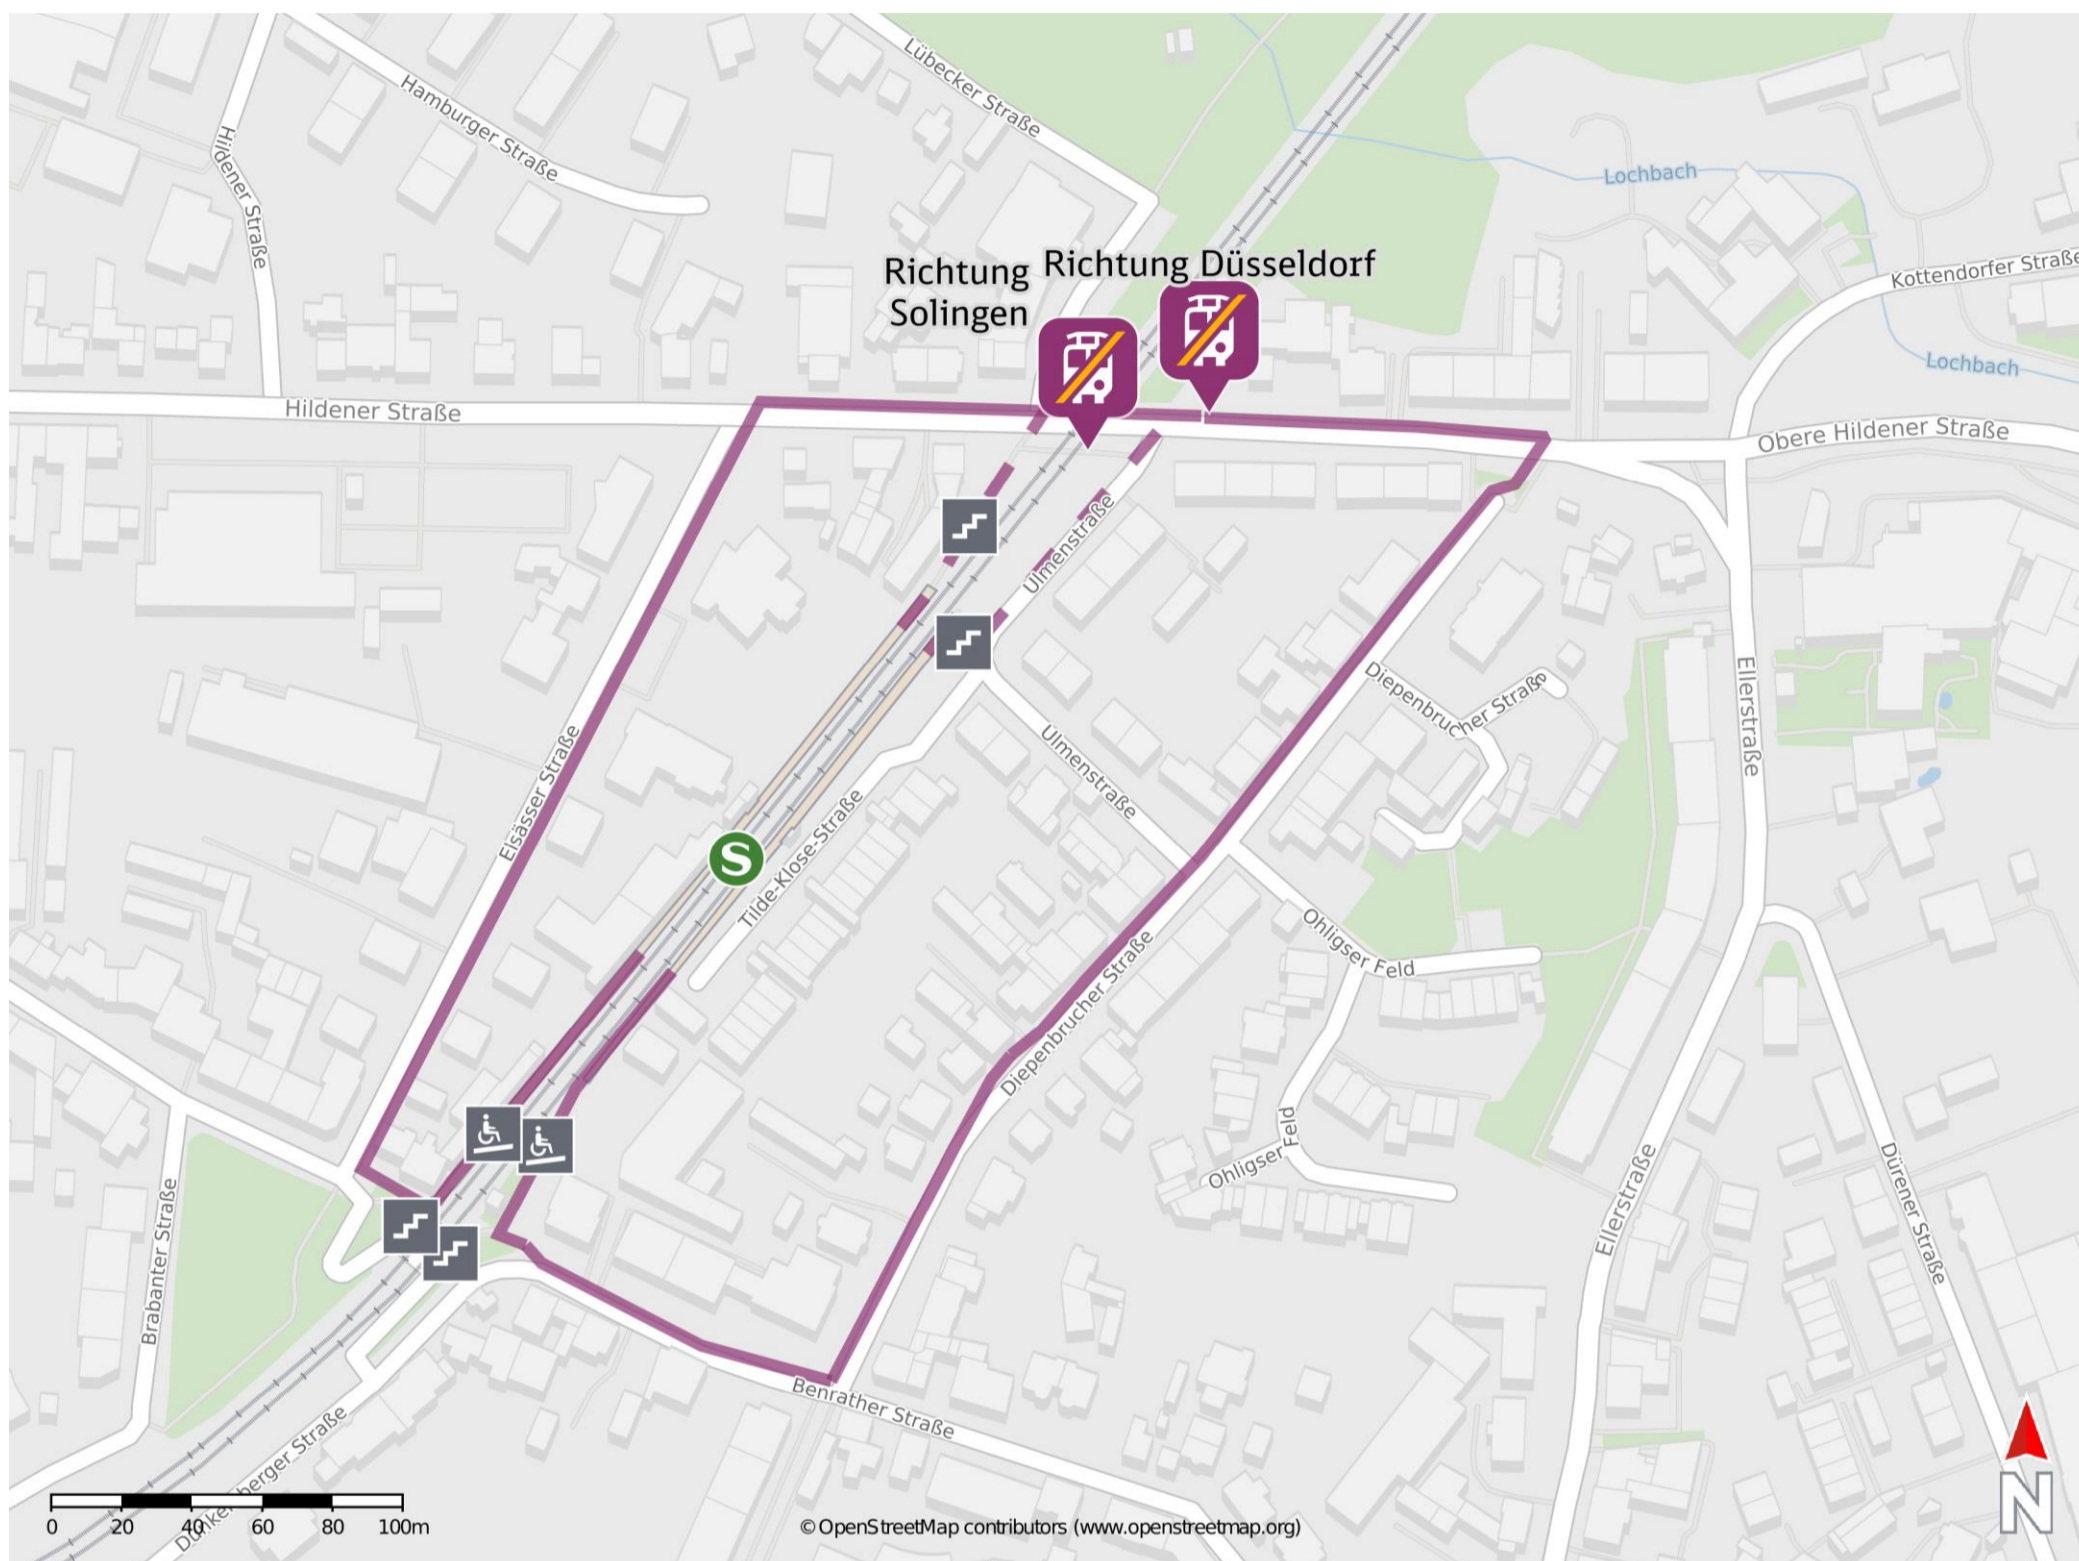 Lübecker Straße
Hamburger Straße
Hildener Straße
Lochbach
Richtung
Solingen
Richtung Düsseldorf
Kottendorfer Straße
Lochbach
Hildener Straße
Obere Hildener Straße
Ulmenstraße
Diepenbrucher Straße
Ellerstraße
Ulmenstraße
Elsässer Straße
S
Tilde-Klose-Straße
Ohligser Feld
Diepenbrucher Straße
Ohligser Feld
Brabanter Straße
Ellerstraße
Dürener Straße
Benrather Straße
N
0 20 40 60 80 100m
© OpenStreetMap contributors (www.openstreetmap.org)